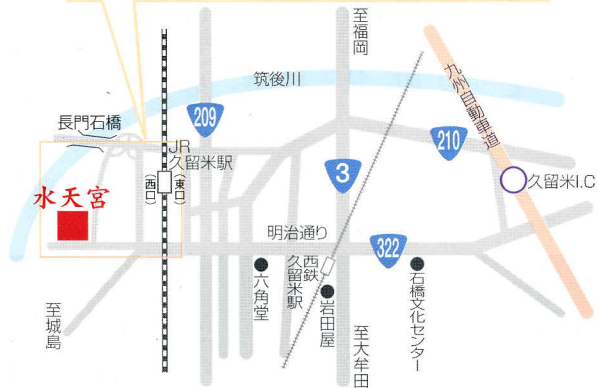 至福岡
筑後川
九州自動車道
長門石橋
209
210
JR
久留米駅
(西口)
(東口)
3
久留米I.C
水天宮
明治通り
322
西鉄
久留米駅
六角堂
岩田屋
石橋文化センター
至城島
至大牟田